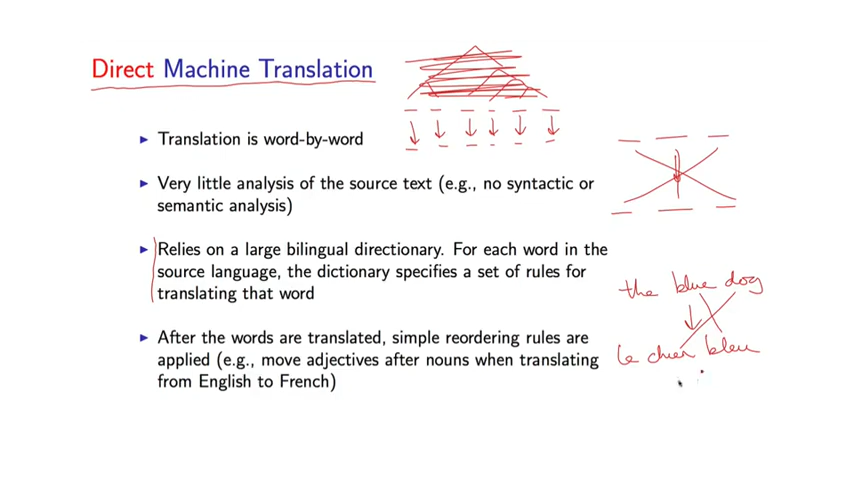 Direct Machine Translation
Translation is word-by-word
Very little analysis of the source text (e.g., no syntactic or
semantic analysis)
Relies on a large bilingual directionary. For each word in the
source language, the dictionary specifies a set of rules for
translating that word
After the words are translated, simple reordering rules are
applied (e.g., move adjectives after nouns when translating
from English to French)
the blue dog
le chien bleu